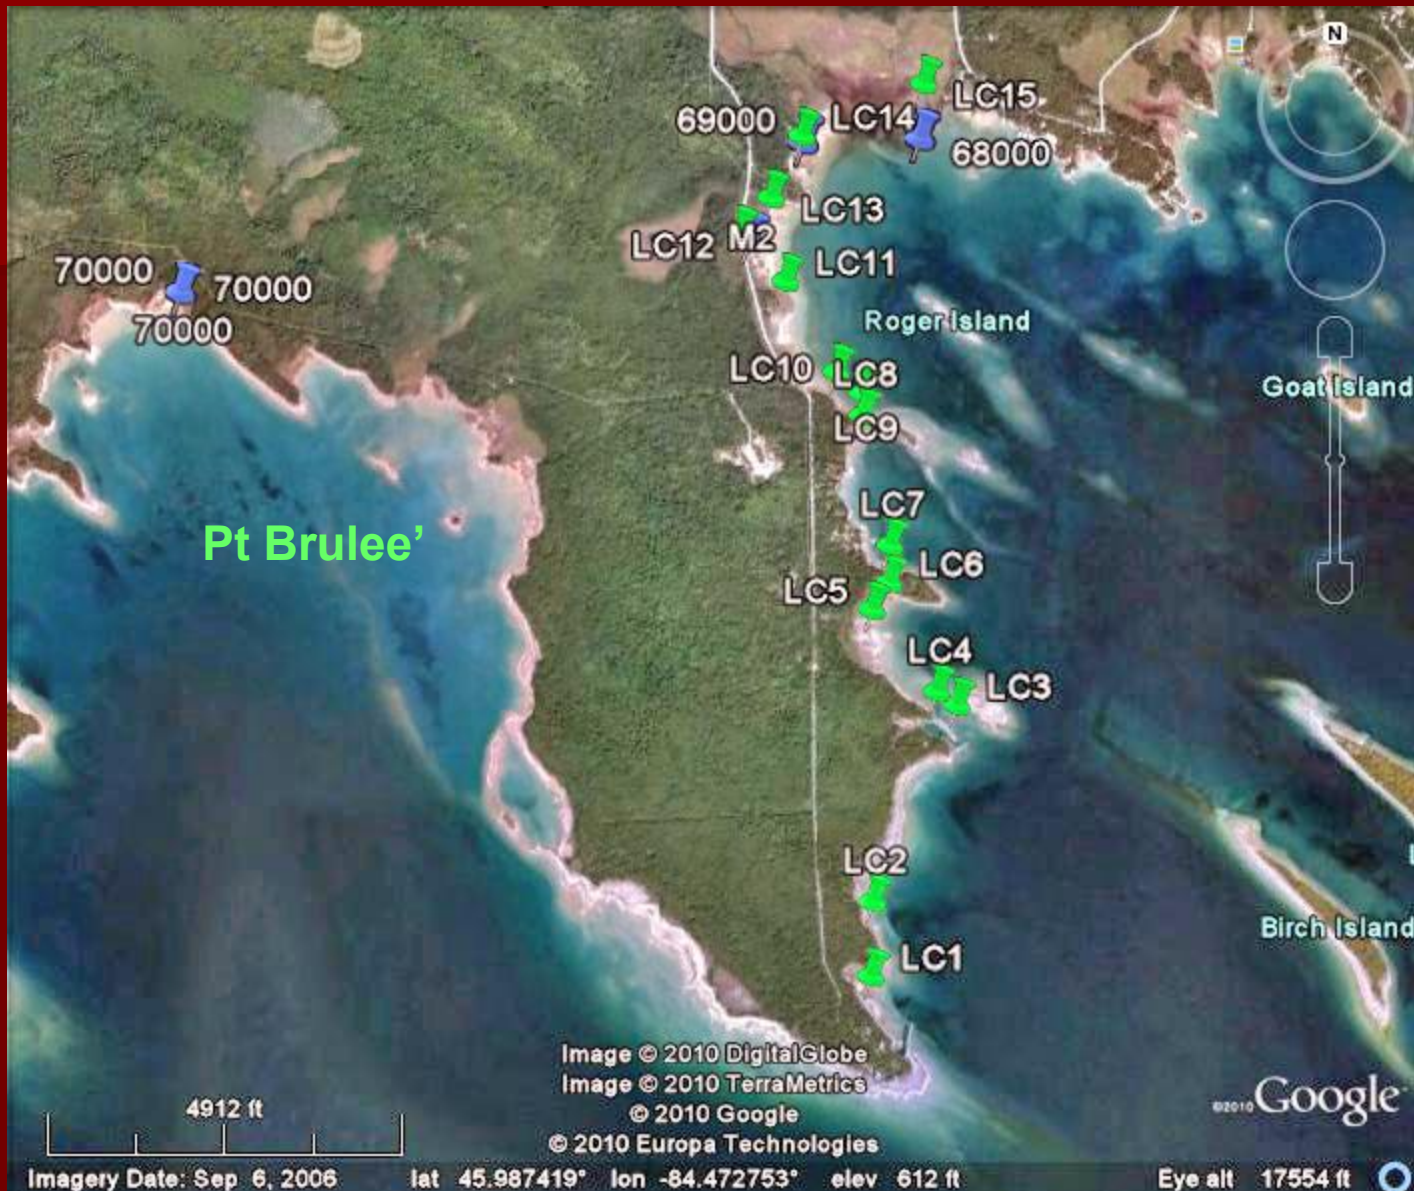 N
LC15
69000
LC14
68000
LC13
LC12
M2
LC11
70000
70000
70000
Roger Island
LC10
LC8
Goat Island
LC9
LC7
Pt Brulee’
LC6
LC5
LC4
LC3
LC2
Birch Island
LC1
Image © 2010 DigitalGlobe
Image © 2010 TerraMetrics
© 2010 Google
© 2010 Europa Technologies
4912 ft
©2010 Google
Imagery Date: Sep 6, 2006 lat 45.987419° lon -84.472753° elev 612 ft Eye alt 17554 ft